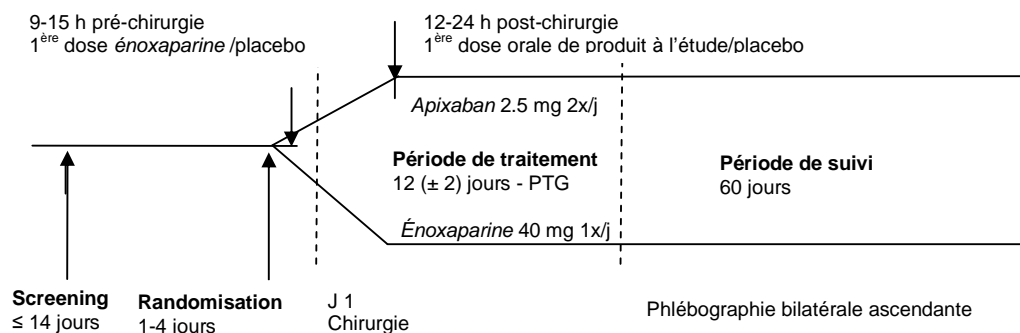 9-15 h pré-chirurgie
1ère dose énoxaparine /placebo
12-24 h post-chirurgie
1ère dose orale de produit à l'étude/placebo
Apixaban 2.5 mg 2x/j
Période de traitement
12 (± 2) jours - PTG
Période de suivi
60 jours
Énoxaparine 40 mg 1x/j
Screening
≤ 14 jours
Randomisation
1-4 jours
J 1
Chirurgie
Phlébographie bilatérale ascendante